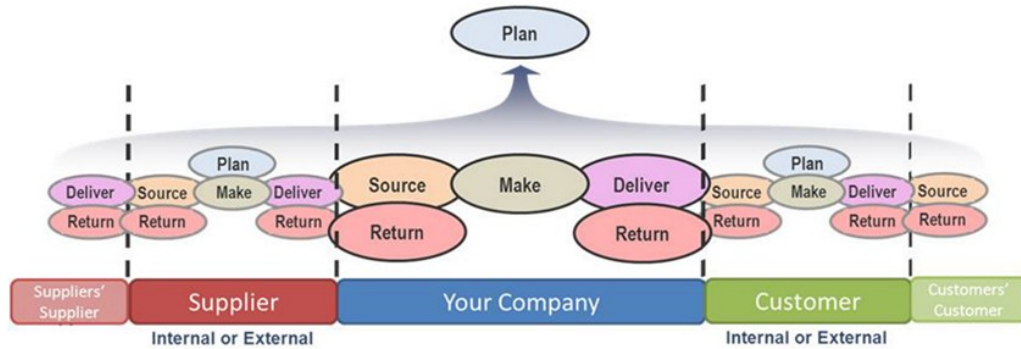 Plan
Plan
Plan
Deliver Source Make Deliver Source Make Deliver Source Make Deliver Source
Return Return Return Return Return Return Return Return
Suppliers' Supplier Your Company Customer Customers'
Supplier Customer
Internal or External Internal or External